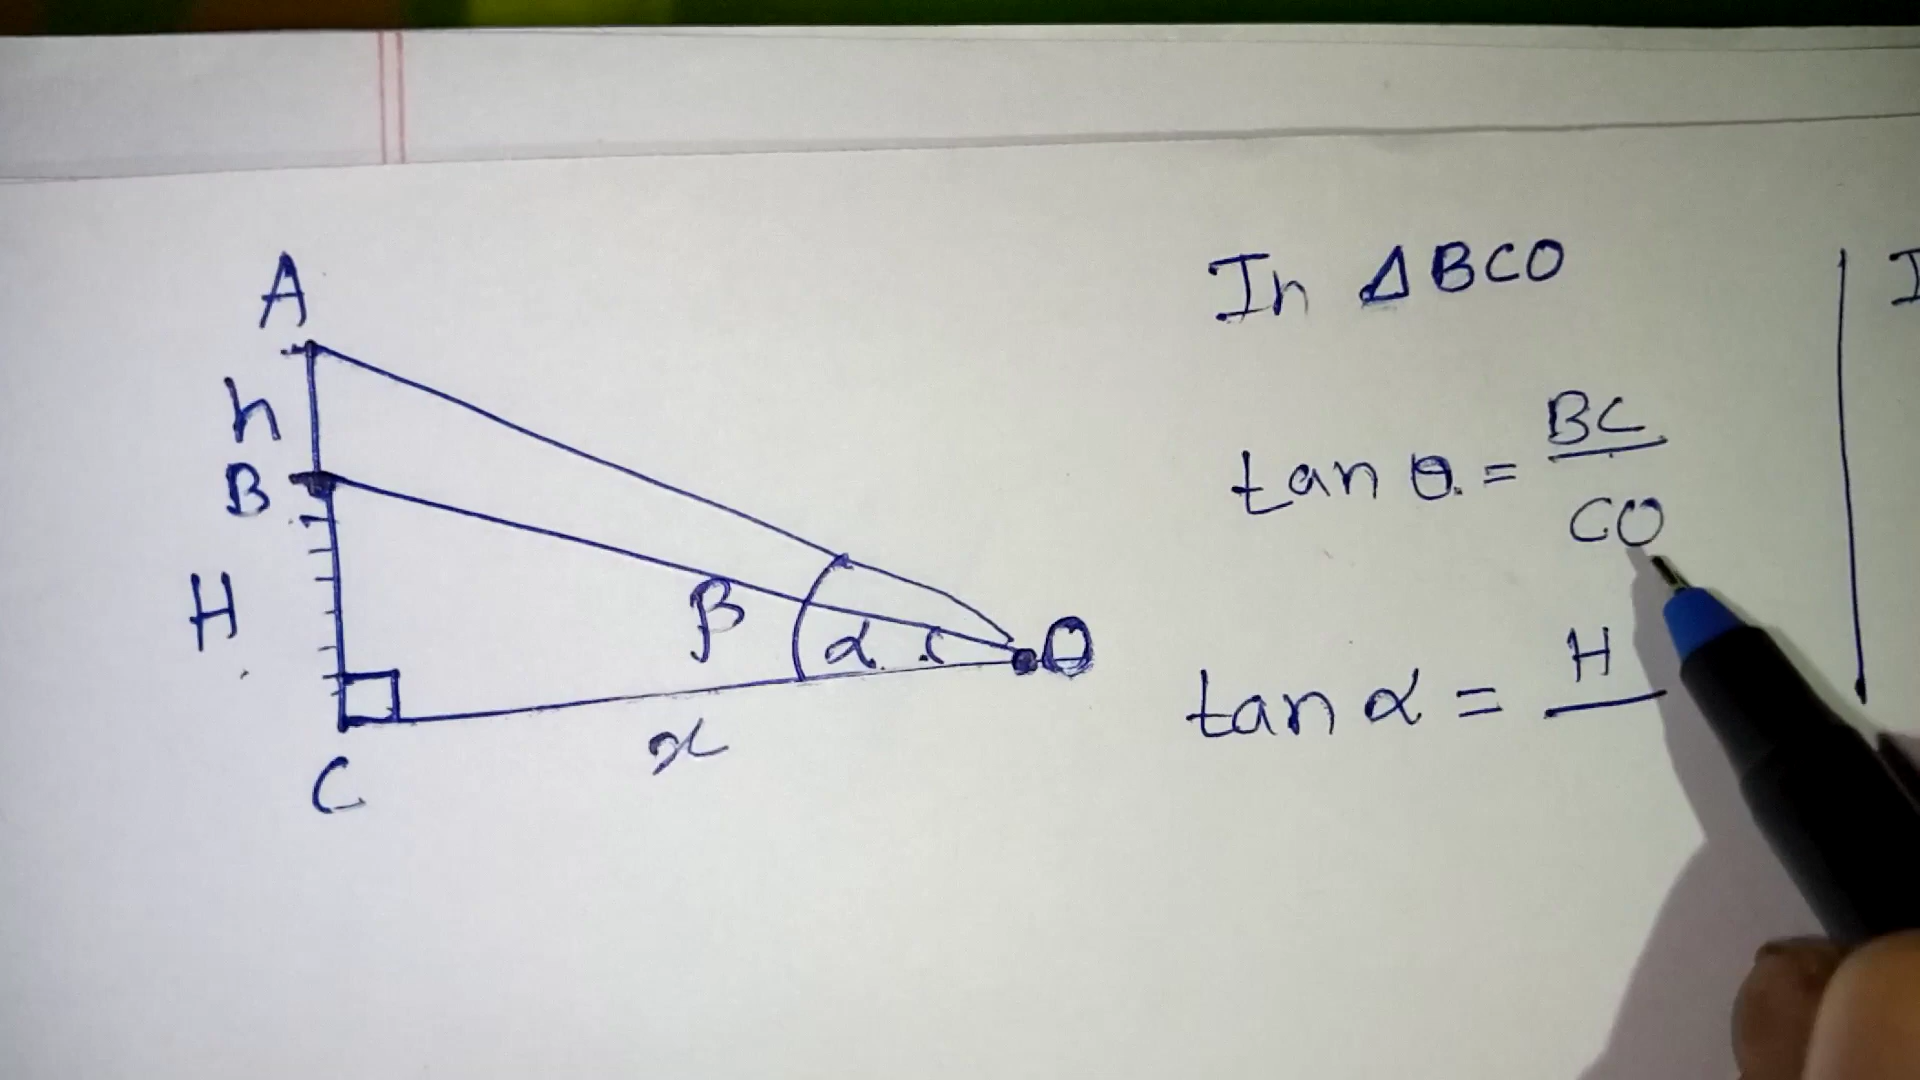 A
h
B
H
C
x
β
α
O
In ΔBCO
tan θ = BC
CO
tan α = H
I